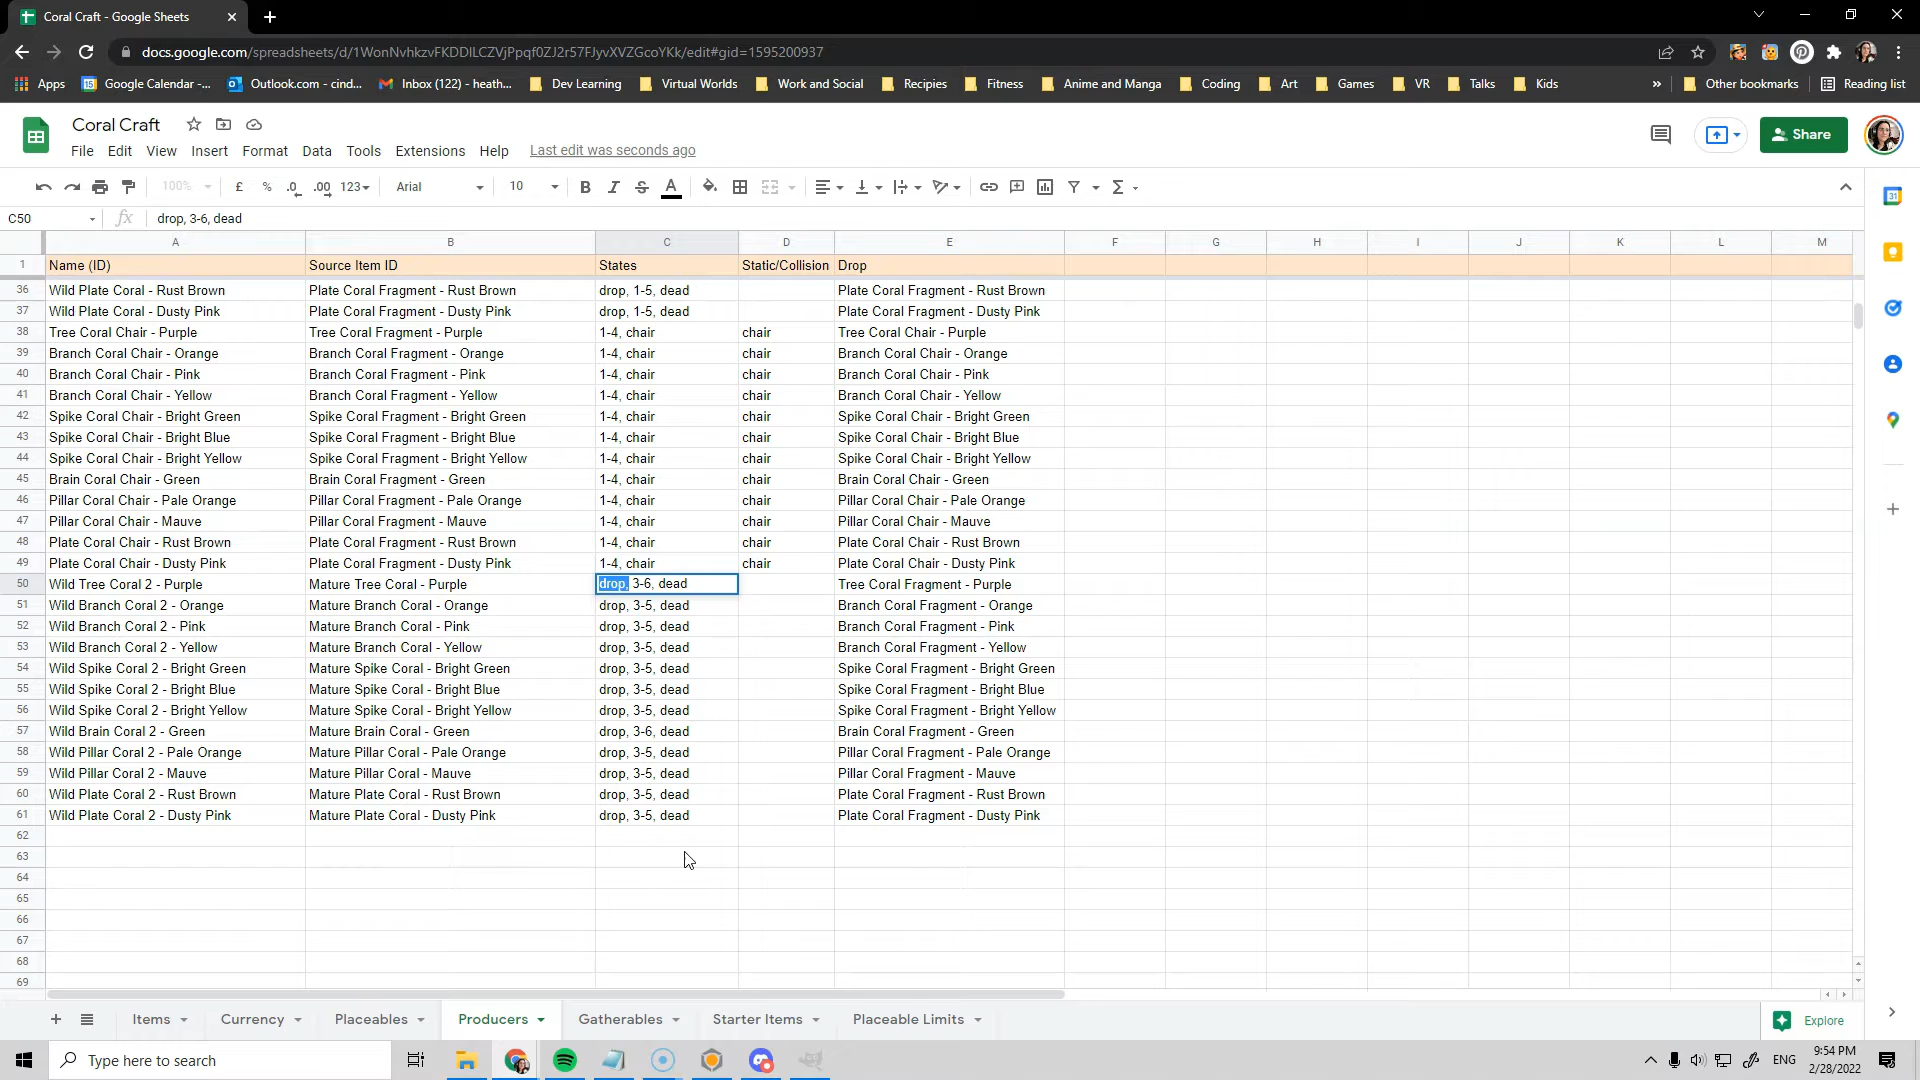 Coral Craft - Google Sheets
docs.google.com/spreadsheets/d/1WonNvhkzvFKDDlLCZVjPpqf0ZJ2r57FJyvXVZGcoYKk/edit#gid=1595200937
Apps Google Calendar -... Outlook.com - cind... Inbox (122) - heath... Dev Learning Virtual Worlds Work and Social Recipies Fitness Anime and Manga Coding Art Games VR Talks Kids » Other bookmarks Reading list
Coral Craft
Share
File Edit View Insert Format Data Tools Extensions Help Last edit was seconds ago
100% £ % .0 .00 123 Arial 10 B I S A Σ
C50 fx drop, 3-6, dead
A B C D E F G H I J K L M
1 Name (ID) Source Item ID States Static/Collision Drop
36 Wild Plate Coral - Rust Brown Plate Coral Fragment - Rust Brown drop, 1-5, dead Plate Coral Fragment - Rust Brown
37 Wild Plate Coral - Dusty Pink Plate Coral Fragment - Dusty Pink drop, 1-5, dead Plate Coral Fragment - Dusty Pink
38 Tree Coral Chair - Purple Tree Coral Fragment - Purple 1-4, chair chair Tree Coral Chair - Purple
39 Branch Coral Chair - Orange Branch Coral Fragment - Orange 1-4, chair chair Branch Coral Chair - Orange
40 Branch Coral Chair - Pink Branch Coral Fragment - Pink 1-4, chair chair Branch Coral Chair - Pink
41 Branch Coral Chair - Yellow Branch Coral Fragment - Yellow 1-4, chair chair Branch Coral Chair - Yellow
42 Spike Coral Chair - Bright Green Spike Coral Fragment - Bright Green 1-4, chair chair Spike Coral Chair - Bright Green
43 Spike Coral Chair - Bright Blue Spike Coral Fragment - Bright Blue 1-4, chair chair Spike Coral Chair - Bright Blue
44 Spike Coral Chair - Bright Yellow Spike Coral Fragment - Bright Yellow 1-4, chair chair Spike Coral Chair - Bright Yellow
45 Brain Coral Chair - Green Brain Coral Fragment - Green 1-4, chair chair Brain Coral Chair - Green
46 Pillar Coral Chair - Pale Orange Pillar Coral Fragment - Pale Orange 1-4, chair chair Pillar Coral Chair - Pale Orange
47 Pillar Coral Chair - Mauve Pillar Coral Fragment - Mauve 1-4, chair chair Pillar Coral Chair - Mauve
48 Plate Coral Chair - Rust Brown Plate Coral Fragment - Rust Brown 1-4, chair chair Plate Coral Chair - Rust Brown
49 Plate Coral Chair - Dusty Pink Plate Coral Fragment - Dusty Pink 1-4, chair chair Plate Coral Chair - Dusty Pink
50 Wild Tree Coral 2 - Purple Mature Tree Coral - Purple drop, 3-6, dead Tree Coral Fragment - Purple
51 Wild Branch Coral 2 - Orange Mature Branch Coral - Orange drop, 3-5, dead Branch Coral Fragment - Orange
52 Wild Branch Coral 2 - Pink Mature Branch Coral - Pink drop, 3-5, dead Branch Coral Fragment - Pink
53 Wild Branch Coral 2 - Yellow Mature Branch Coral - Yellow drop, 3-5, dead Branch Coral Fragment - Yellow
54 Wild Spike Coral 2 - Bright Green Mature Spike Coral - Bright Green drop, 3-5, dead Spike Coral Fragment - Bright Green
55 Wild Spike Coral 2 - Bright Blue Mature Spike Coral - Bright Blue drop, 3-5, dead Spike Coral Fragment - Bright Blue
56 Wild Spike Coral 2 - Bright Yellow Mature Spike Coral - Bright Yellow drop, 3-5, dead Spike Coral Fragment - Bright Yellow
57 Wild Brain Coral 2 - Green Mature Brain Coral - Green drop, 3-6, dead Brain Coral Fragment - Green
58 Wild Pillar Coral 2 - Pale Orange Mature Pillar Coral - Pale Orange drop, 3-5, dead Pillar Coral Fragment - Pale Orange
59 Wild Pillar Coral 2 - Mauve Mature Pillar Coral - Mauve drop, 3-5, dead Pillar Coral Fragment - Mauve
60 Wild Plate Coral 2 - Rust Brown Mature Plate Coral - Rust Brown drop, 3-5, dead Plate Coral Fragment - Rust Brown
61 Wild Plate Coral 2 - Dusty Pink Mature Plate Coral - Dusty Pink drop, 3-5, dead Plate Coral Fragment - Dusty Pink
62
63
64
65
66
67
68
69
Items Currency Placeables Producers Gatherables Starter Items Placeable Limits Explore
Type here to search
ENG
9:54 PM
2/28/2022